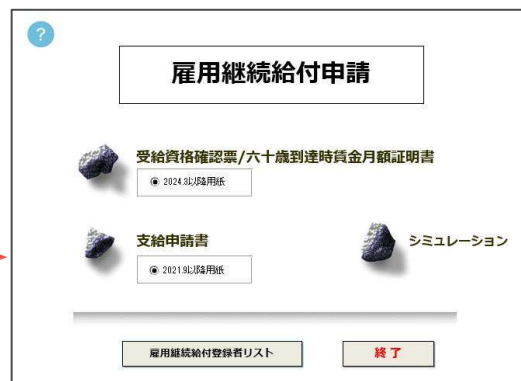 ?
雇用継続給付申請
受給資格確認票/六十歳到達時賃金月額証明書
2024.3以降用紙
支給申請書
シミュレーション
2021.9以降用紙
雇用継続給付登録者リスト
終了